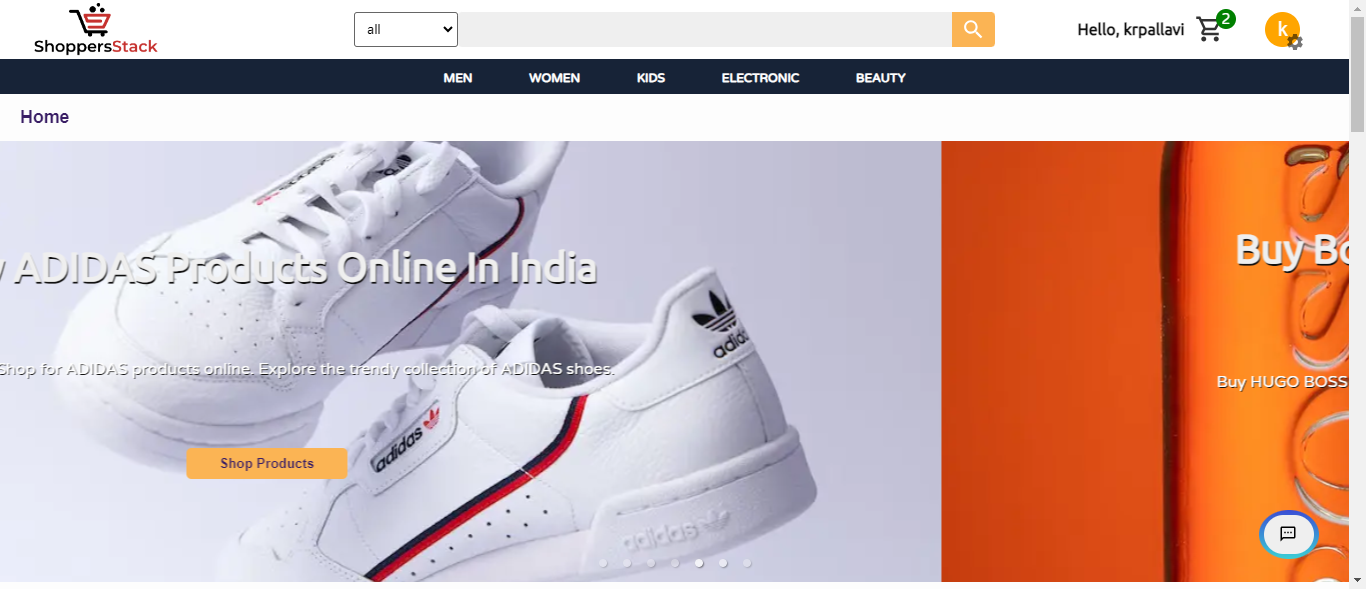 ShoppersStack
all
Hello, krpallavi
2
k
MEN WOMEN KIDS ELECTRONIC BEAUTY
Home
ADIDAS Products Online In India
Shop for ADIDAS products online. Explore the trendy collection of ADIDAS shoes.
Shop Products
adidas
adidas
adidas
Buy
Buy HUGO BOSS